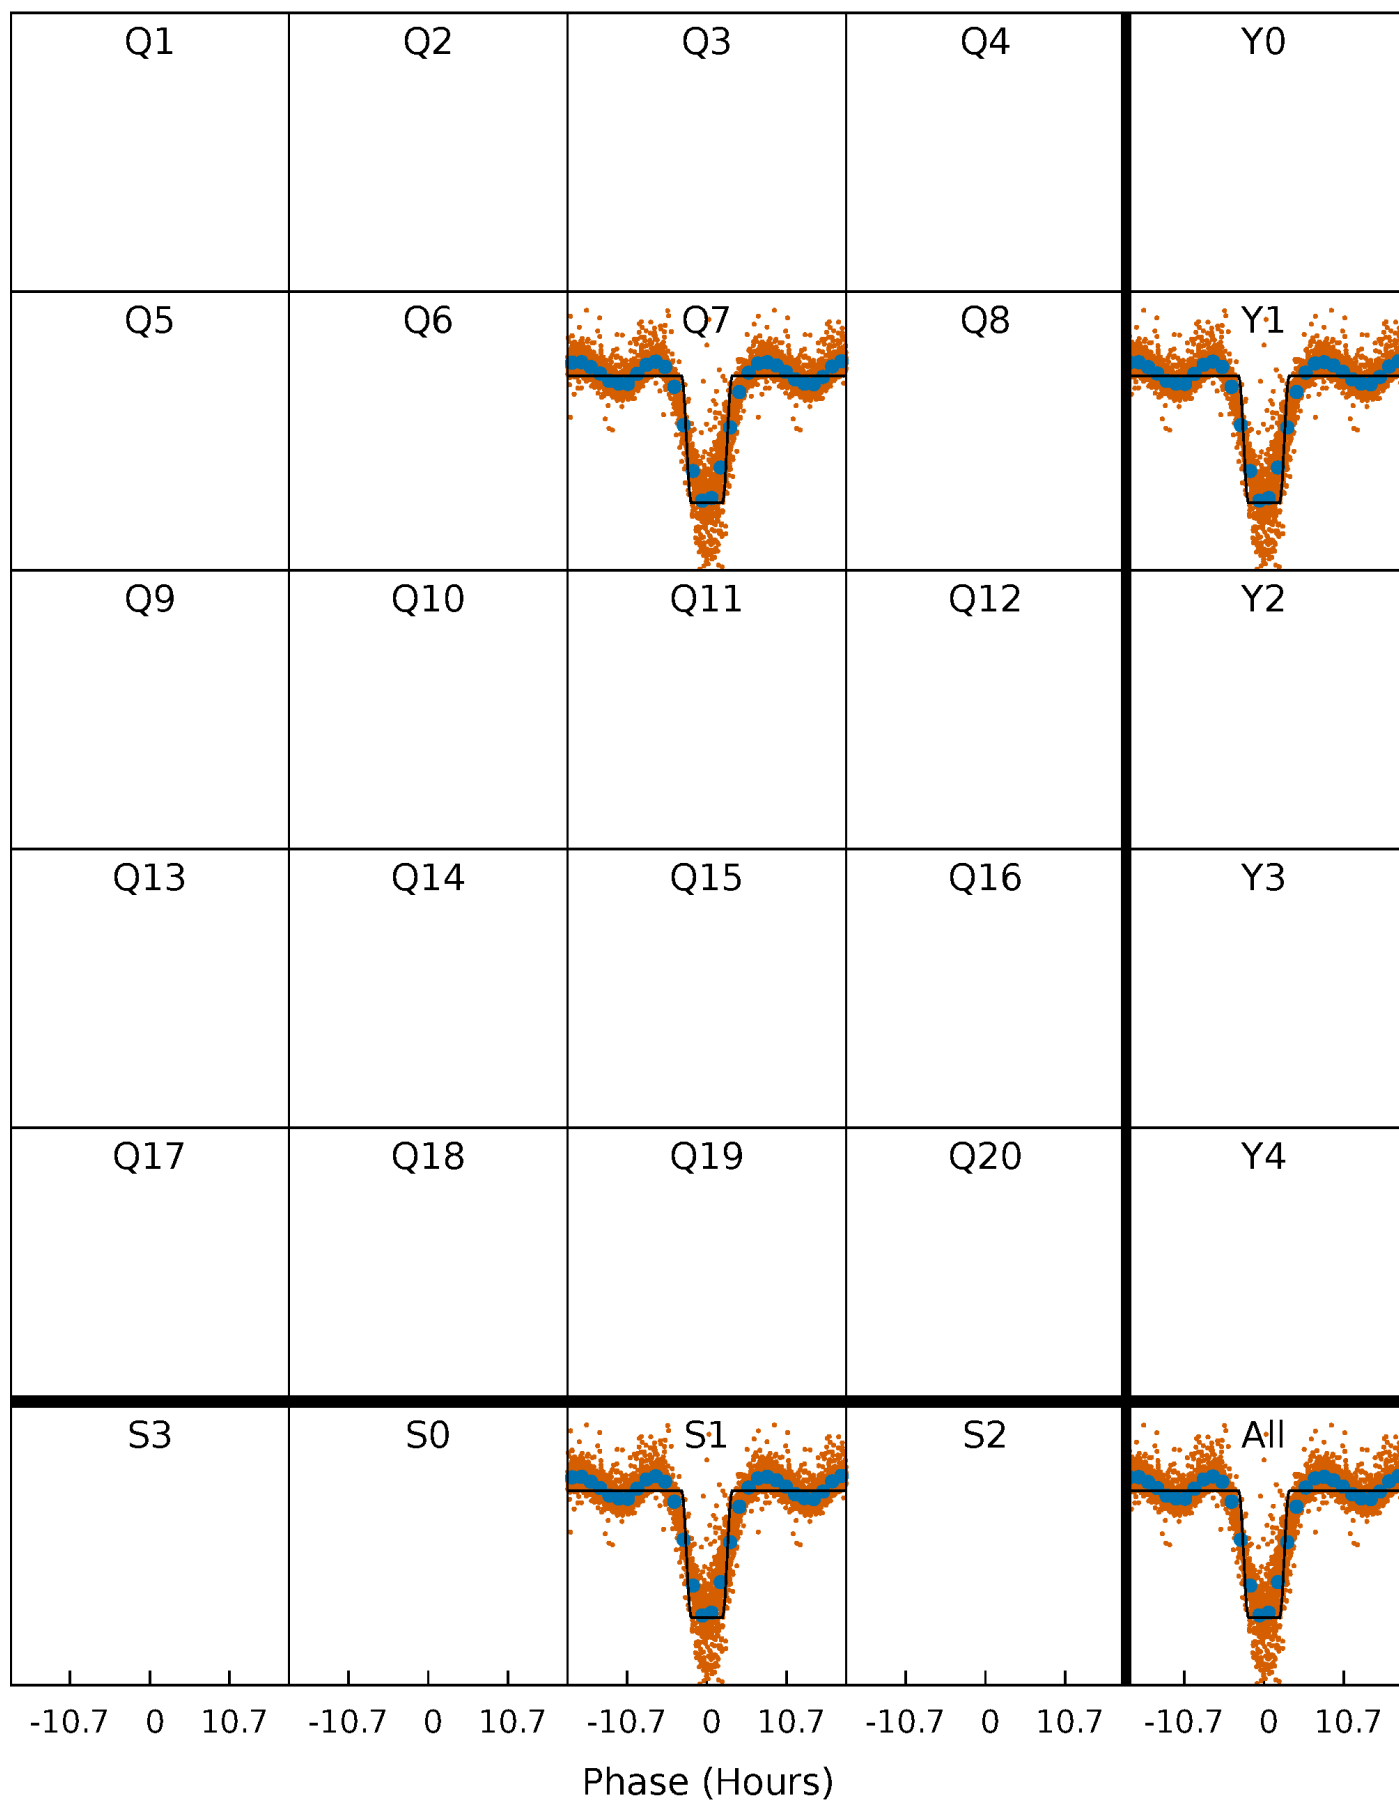 Q1 Q2 Q3 Q4 Y0
Q5 Q6 Q7 Q8 Y1
Q9 Q10 Q11 Q12 Y2
Q13 Q14 Q15 Q16 Y3
Q17 Q18 Q19 Q20 Y4
S3 S0 S1 S2 All
-10.7 0 10.7 -10.7 0 10.7 -10.7 0 10.7 -10.7 0 10.7 -10.7 0 10.7
Phase (Hours)